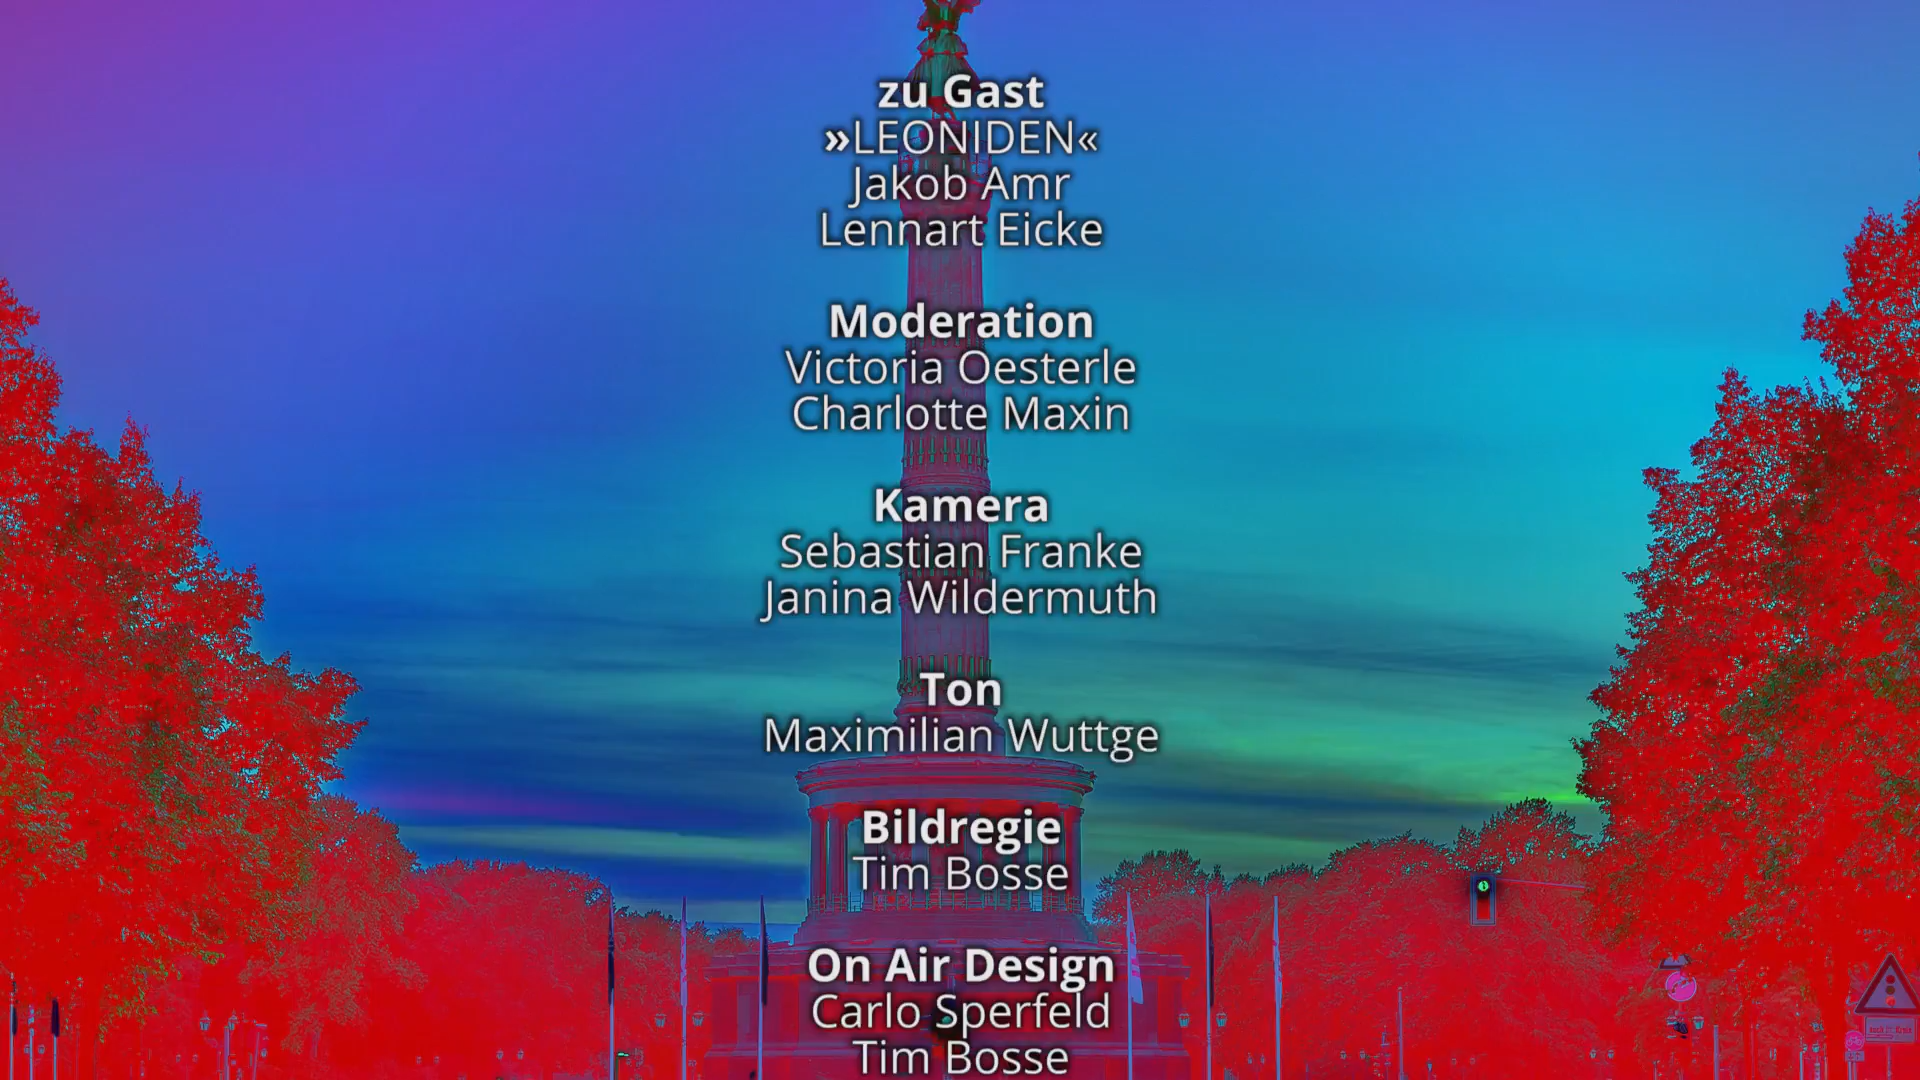 zu Gast
»LEONIDEN«
Jakob Amr
Lennart Eicke
Moderation
Victoria Oesterle
Charlotte Maxin
Kamera
Sebastian Franke
Janina Wildermuth
Ton
Maximilian Wuttge
Bildregie
Tim Bosse
On Air Design
Carlo Sperfeld
Tim Bosse